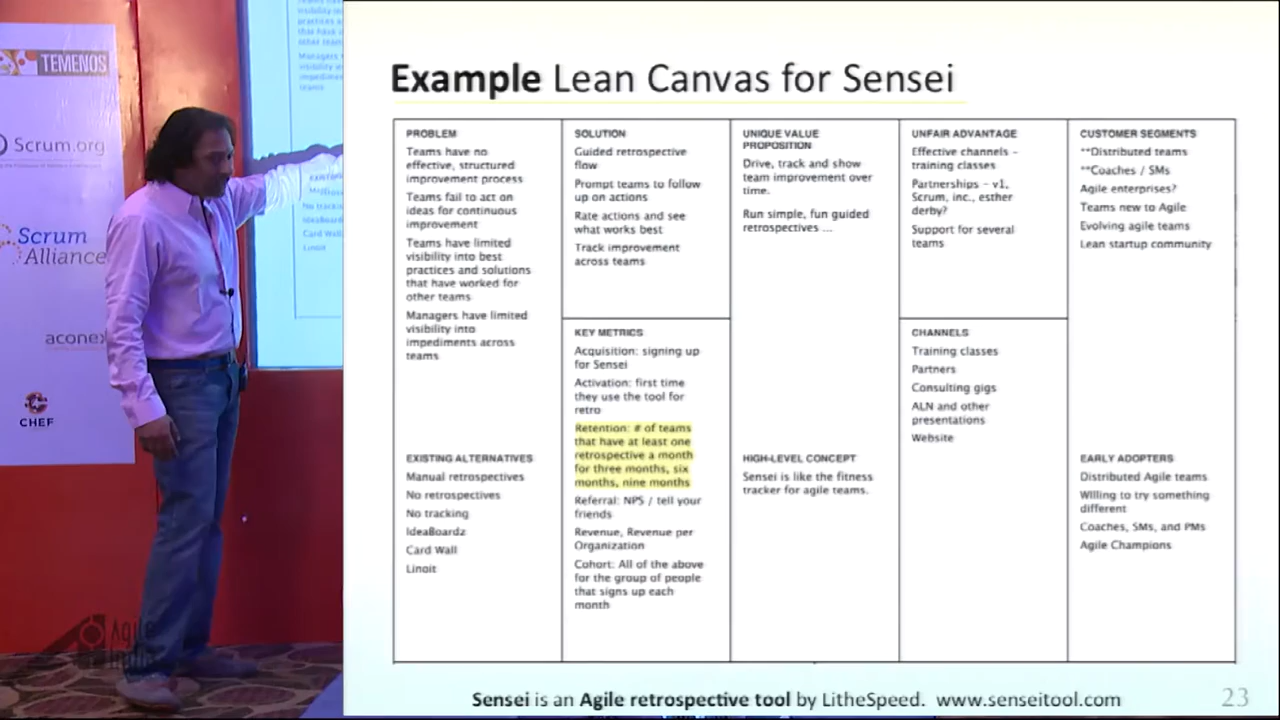 TEMENOS
Scrum.org
Scrum
Alliance
aconex
CHEF
Agile
India
Example Lean Canvas for Sensei
PROBLEM
Teams have no
effective, structured
improvement process
Teams fail to act on
ideas for continuous
improvement
Teams have limited
visibility into best
practices and solutions
that have worked for
other teams
Managers have limited
visibility into
impediments across
teams
EXISTING ALTERNATIVES
Manual retrospectives
No retrospectives
No tracking
IdeaBoardz
Card Wall
Linoit
SOLUTION
Guided retrospective
flow
Prompt teams to follow
up on actions
Rate actions and see
what works best
Track improvement
across teams
KEY METRICS
Acquisition: signing up
for Sensei
Activation: first time
they use the tool for
retro
Retention: # of teams
that have at least one
retrospective a month
for three months, six
months, nine months
Referral: NPS / tell your
friends
Revenue, Revenue per
Organization
Cohort: All of the above
for the group of people
that signs up each
month
UNIQUE VALUE
PROPOSITION
Drive, track and show
team improvement over
time.
Run simple, fun guided
retrospectives ...
HIGH-LEVEL CONCEPT
Sensei is like the fitness
tracker for agile teams.
UNFAIR ADVANTAGE
Effective channels –
training classes
Partnerships – v1,
Scrum, inc., esther
derby?
Support for several
teams
CHANNELS
Training classes
Partners
Consulting gigs
ALN and other
presentations
Website
CUSTOMER SEGMENTS
**Distributed teams
**Coaches / SMs
Agile enterprises?
Teams new to Agile
Evolving agile teams
Lean startup community
EARLY ADOPTERS
Distributed Agile teams
WIlling to try something
different
Coaches, SMs, and PMs
Agile Champions
Sensei is an Agile retrospective tool by LitheSpeed. www.senseitool.com
23